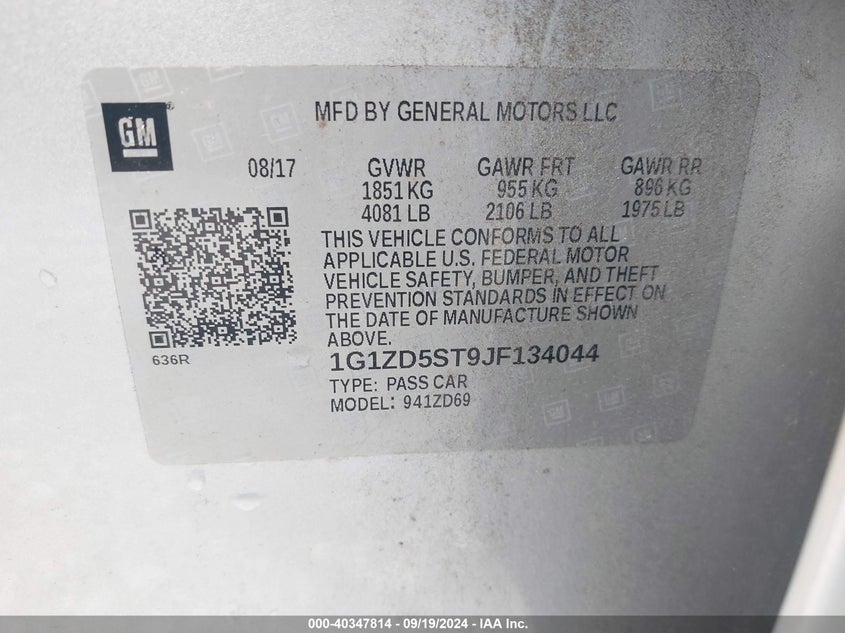 GM
MFD BY GENERAL MOTORS LLC
08/17 GVWR GAWR FRT GAWR RR
1851 KG 955 KG 896 KG
4081 LB 2106 LB 1975 LB
THIS VEHICLE CONFORMS TO ALL
APPLICABLE U.S. FEDERAL MOTOR
VEHICLE SAFETY, BUMPER, AND THEFT
PREVENTION STANDARDS IN EFFECT ON
THE DATE OF MANUFACTURE SHOWN
ABOVE.
636R
1G1ZD5ST9JF134044
TYPE: PASS CAR
MODEL: 941ZD69
000-40347814 - 09/19/2024 - IAA Inc.